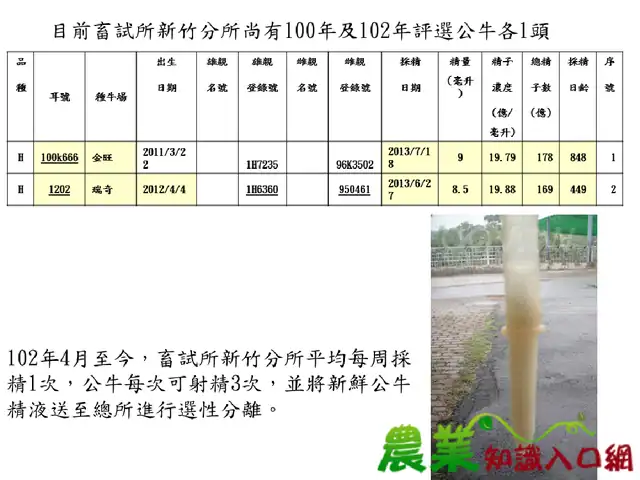 目前畜試所新竹分所尚有100年及102年評選公牛各1頭
品種 耳號 種牛場 出生日期 雄親名號 雄親登錄號 雌親名號 雌親登錄號 採精日期 精量(毫升) 精子濃度(億/毫升) 總精子數(億) 採精日齡 序號
H 100k666 金旺 2011/3/22 1H7235 96K3502 2013/7/18 9 19.79 178 848 1
H 1202 瑞奇 2012/4/4 1H6360 950461 2013/6/27 8.5 19.88 169 449 2
102年4月至今，畜試所新竹分所平均每周採
精1次，公牛每次可射精3次，並將新鮮公牛
精液送至總所進行選性分離。
農業知識入口網